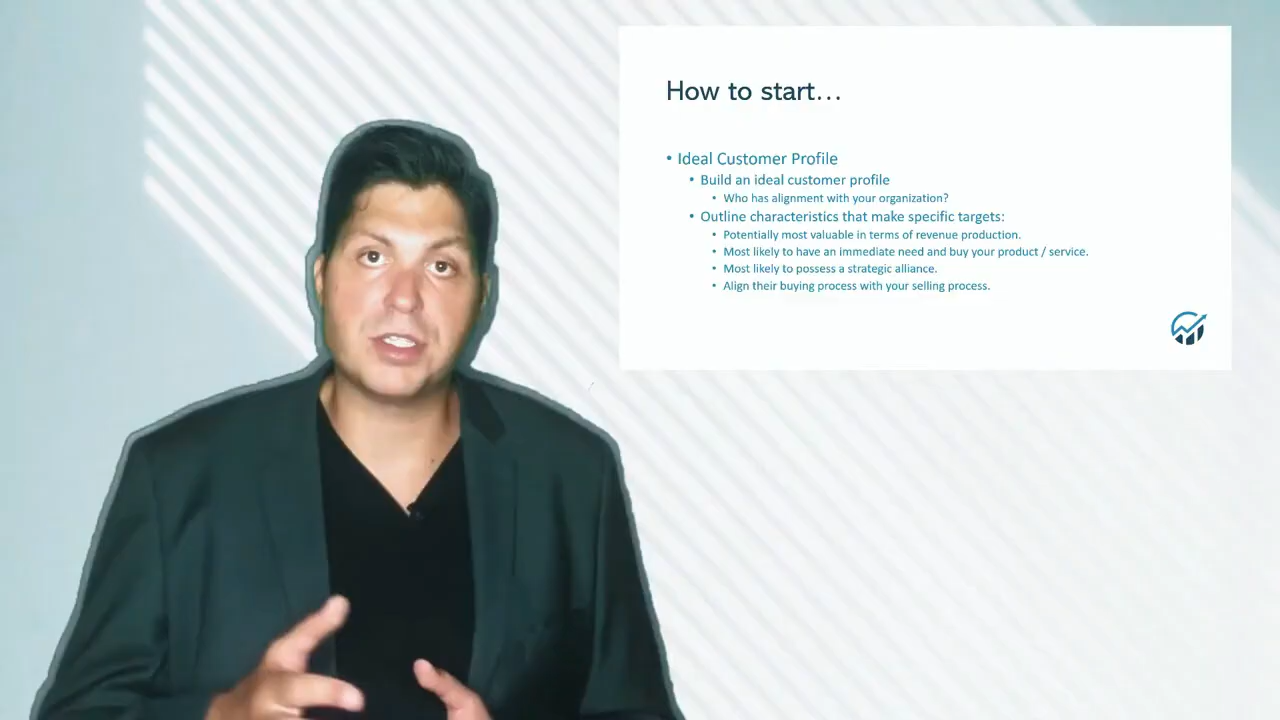 How to start...
• Ideal Customer Profile
• Build an ideal customer profile
• Who has alignment with your organization?
• Outline characteristics that make specific targets:
• Potentially most valuable in terms of revenue production.
• Most likely to have an immediate need and buy your product / service.
• Most likely to possess a strategic alliance.
• Align their buying process with your selling process.